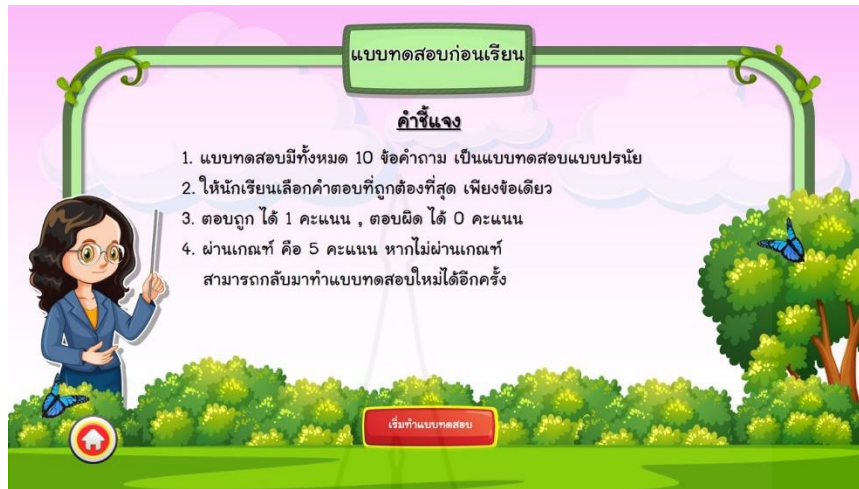 แบบทดสอบก่อนเรียน
คำชี้แจง
1. แบบทดสอบมีทั้งหมด 10 ข้อคำถาม เป็นแบบทดสอบแบบปรนัย
2. ให้นักเรียนเลือกคำตอบที่ถูกต้องที่สุด เพียงข้อเดียว
3. ตอบถูก ได้ 1 คะแนน , ตอบผิด ได้ 0 คะแนน
4. ผ่านเกณฑ์ คือ 5 คะแนน หากไม่ผ่านเกณฑ์
สามารถกลับมาทำแบบทดสอบใหม่ได้อีกครั้ง
เริ่มทำแบบทดสอบ